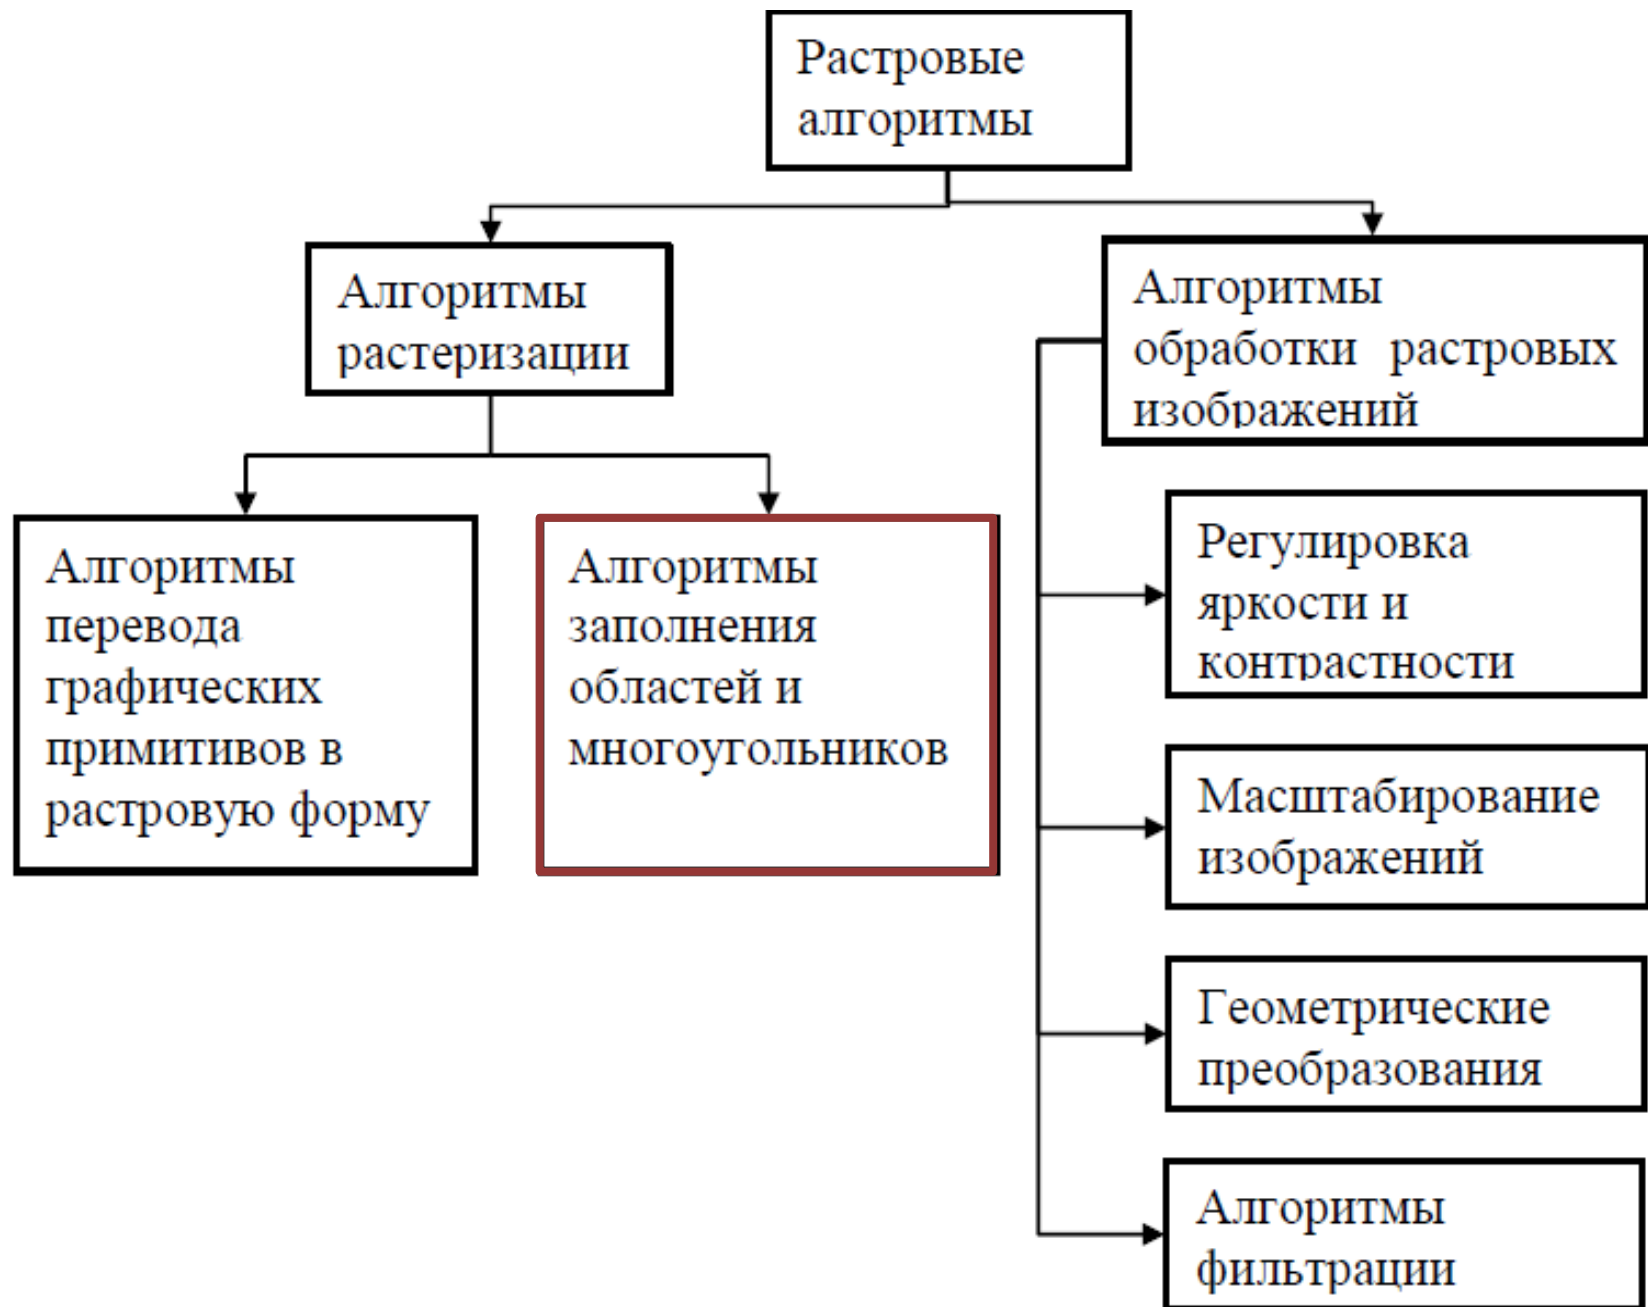 Растровые
алгоритмы
Алгоритмы
растеризации
Алгоритмы
обработки растровых
изображений
Алгоритмы
перевода
графических
примитивов в
растровую форму
Алгоритмы
заполнения
областей и
многоугольников
Регулировка
яркости и
контрастности
Масштабирование
изображений
Геометрические
преобразования
Алгоритмы
фильтрации